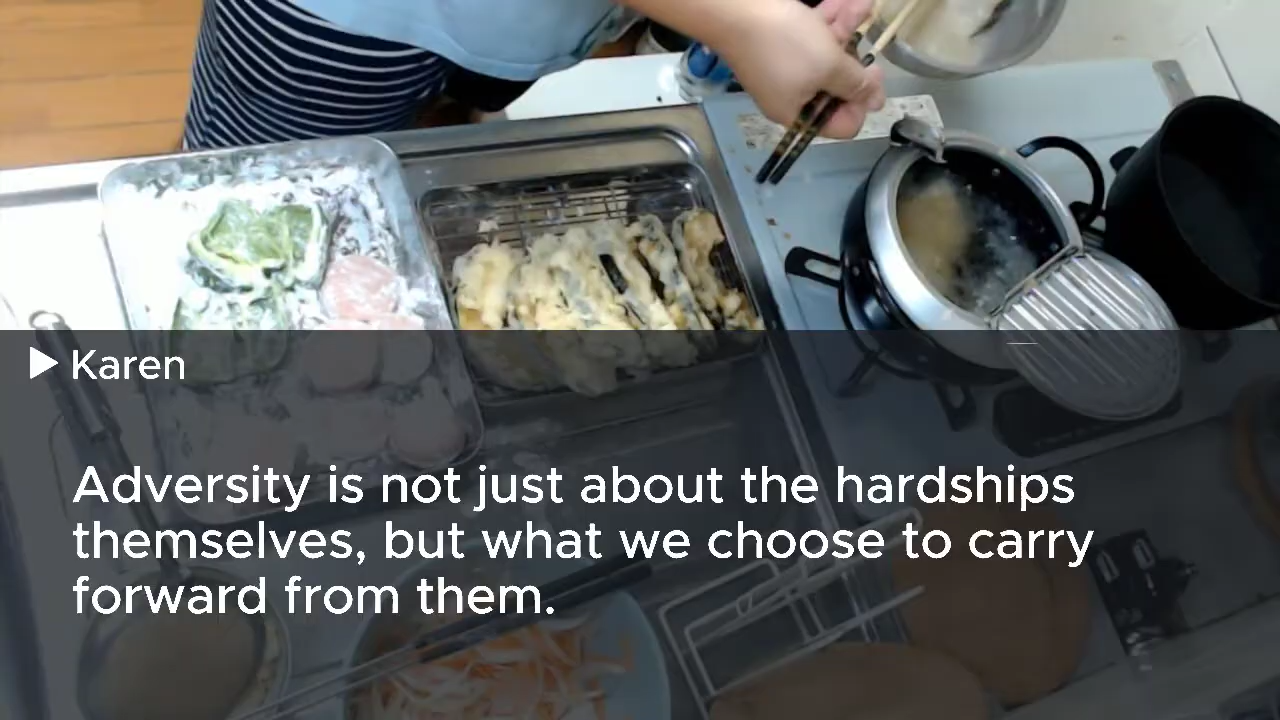 Karen
Adversity is not just about the hardships
themselves, but what we choose to carry
forward from them.